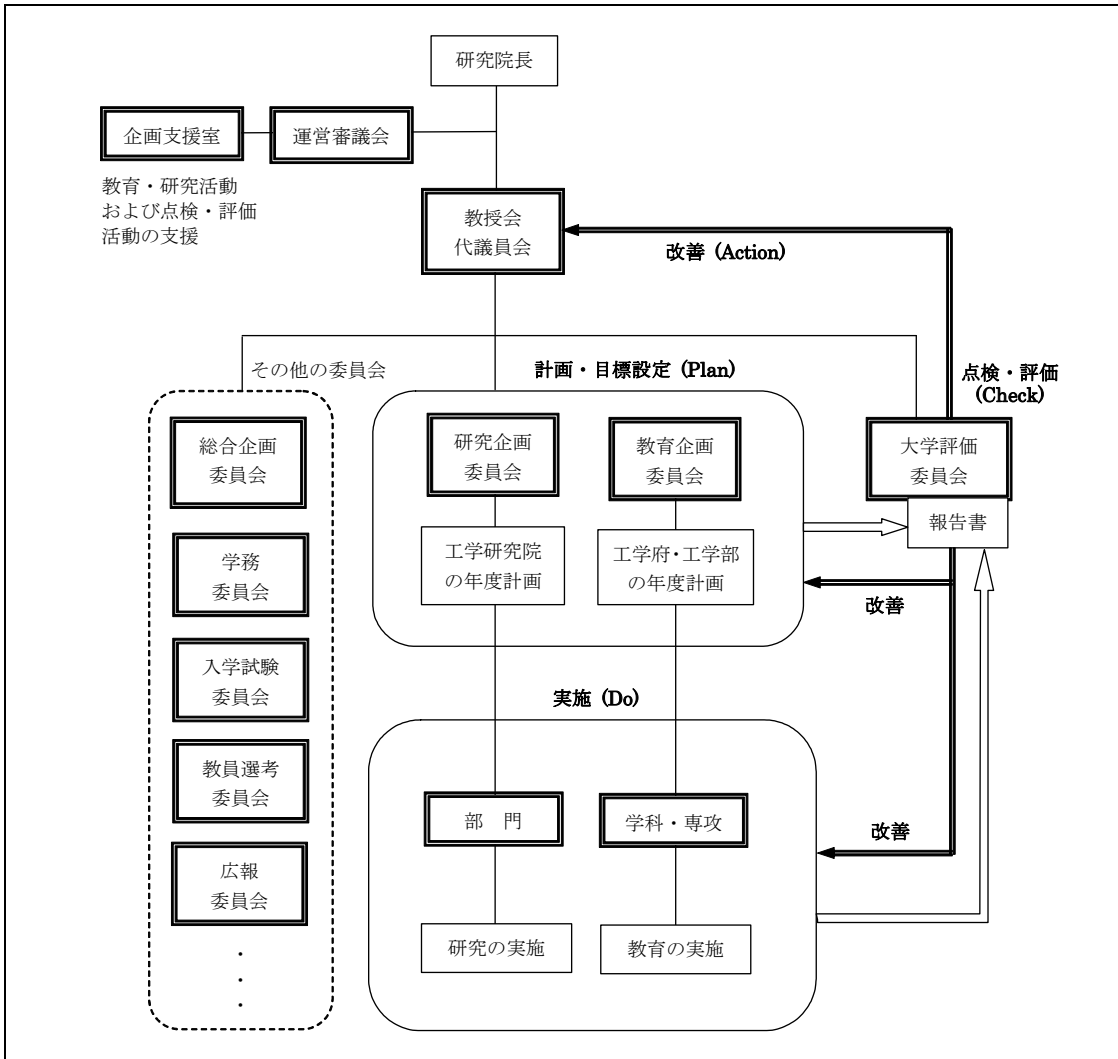 研究院長
企画支援室
運営審議会
教育・研究活動
および点検・評価
活動の支援
教授会
代議員会
改善 (Action)
その他の委員会
計画・目標設定 (Plan)
点検・評価
(Check)
総合企画
委員会
研究企画
委員会
教育企画
委員会
大学評価
委員会
報告書
学務
委員会
工学研究院
の年度計画
工学府・工学部
の年度計画
改善
入学試験
委員会
実施 (Do)
教員選考
委員会
部　門
学科・専攻
改善
広報
委員会
研究の実施
教育の実施
・
・
・